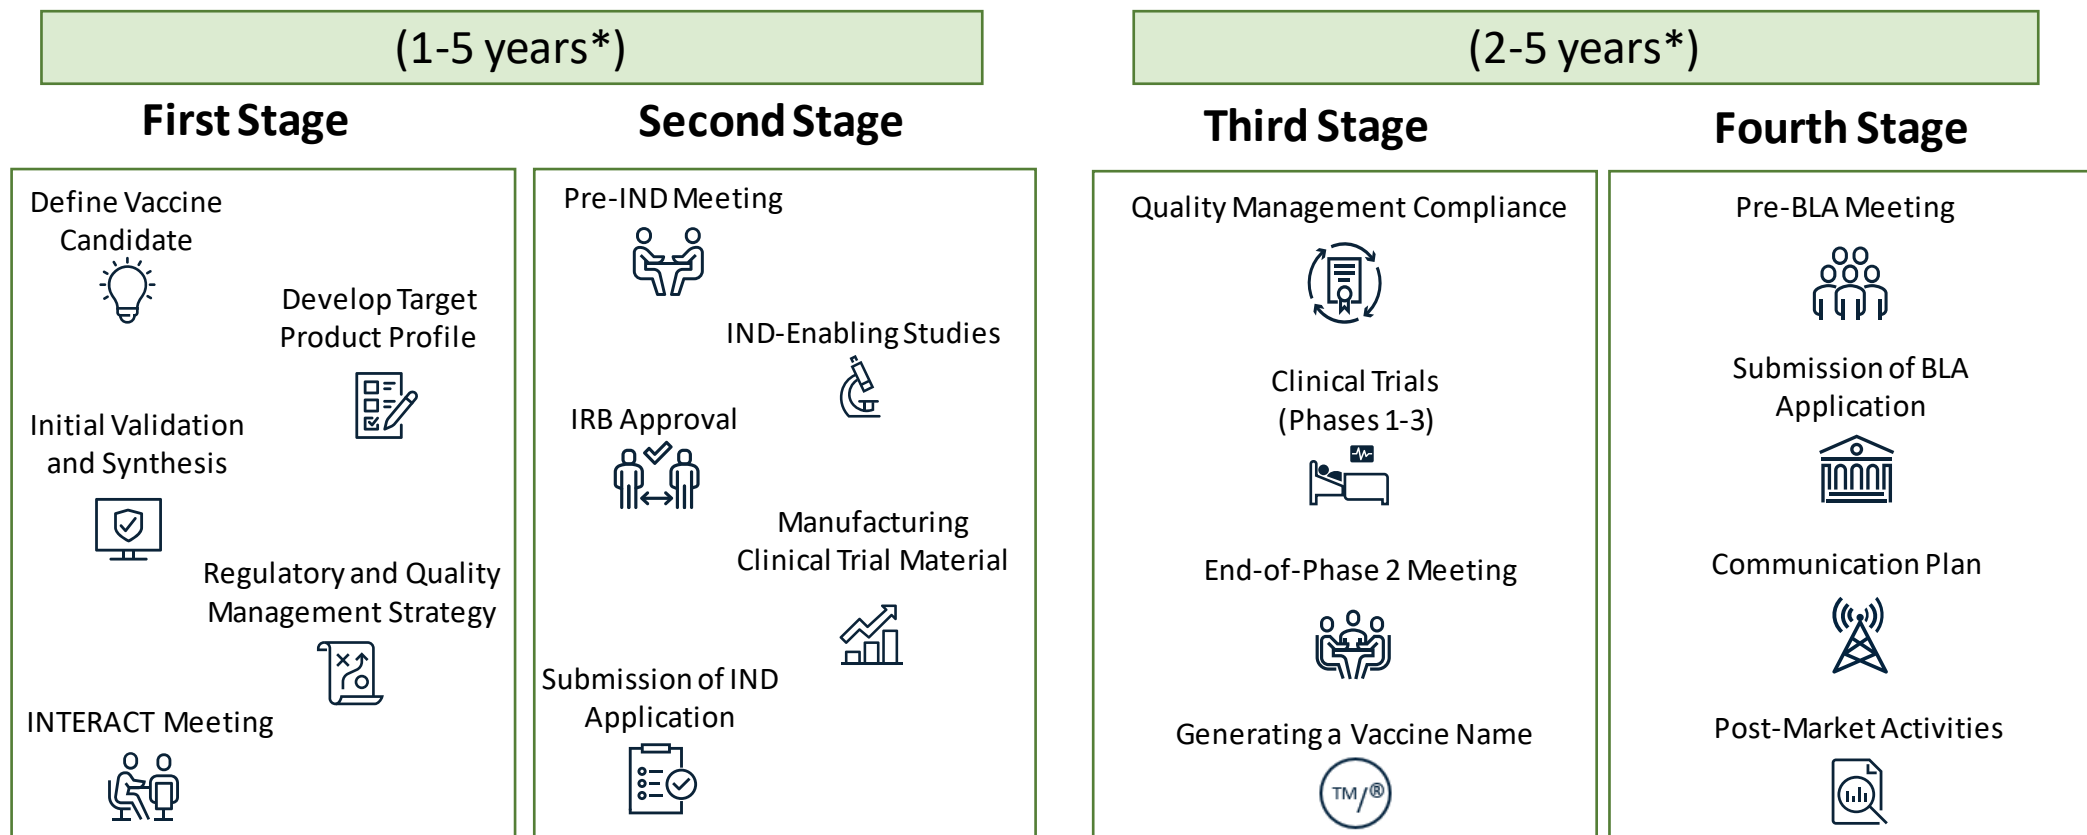 (1-5 years*)
(2-5 years*)
First Stage
Second Stage
Third Stage
Fourth Stage
Define Vaccine
Candidate
Develop Target
Product Profile
Initial Validation
and Synthesis
Regulatory and Quality
Management Strategy
INTERACT Meeting
Pre-IND Meeting
IND-Enabling Studies
IRB Approval
Manufacturing
Clinical Trial Material
Submission of IND
Application
Quality Management Compliance
Clinical Trials
(Phases 1-3)
End-of-Phase 2 Meeting
Generating a Vaccine Name
TM/®
Pre-BLA Meeting
Submission of BLA
Application
Communication Plan
Post-Market Activities